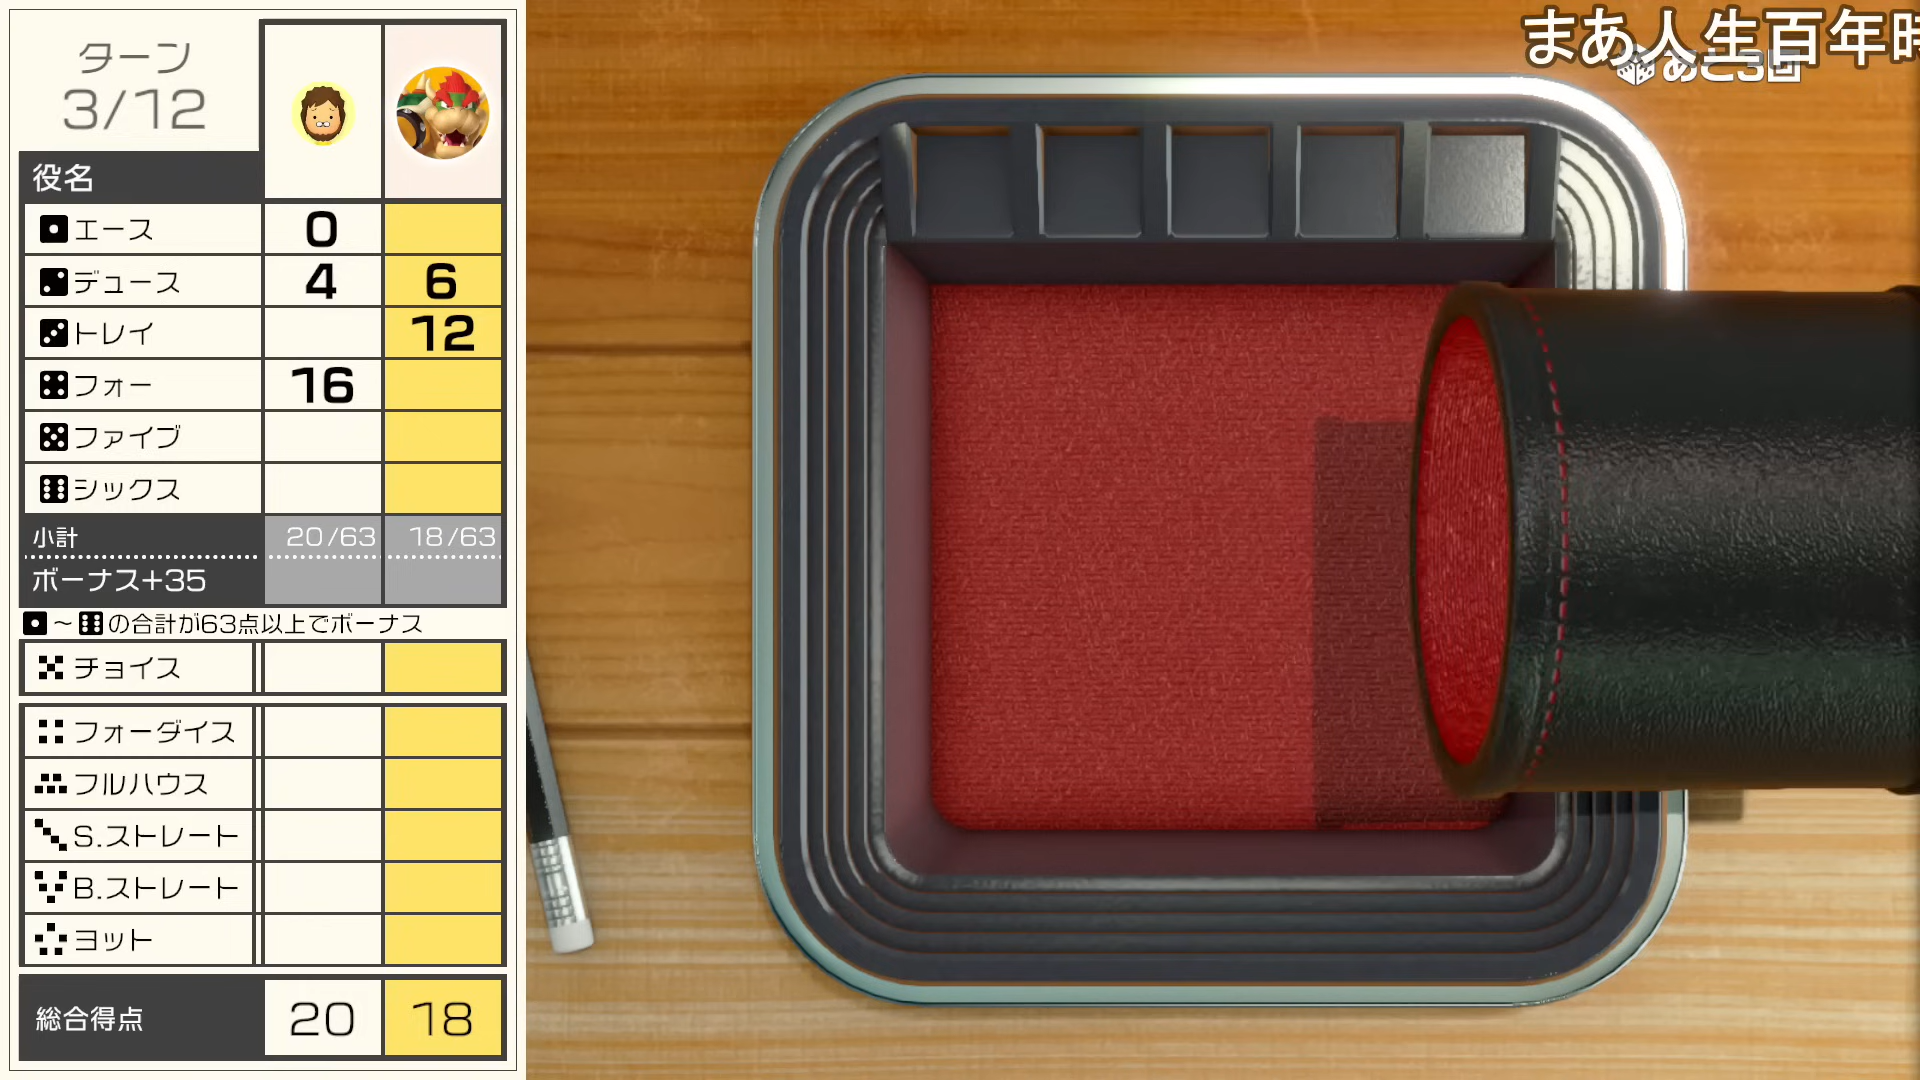 ターン
3/12
役名
エース 0
デュース 4 6
トレイ 12
フォー 16
ファイブ
シックス
小計 20/63 18/63
ボーナス+35
~の合計が63点以上でボーナス
チョイス
フォーダイス
フルハウス
S.ストレート
B.ストレート
ヨット
総合得点 20 18
まあ人生百年時
あと3回